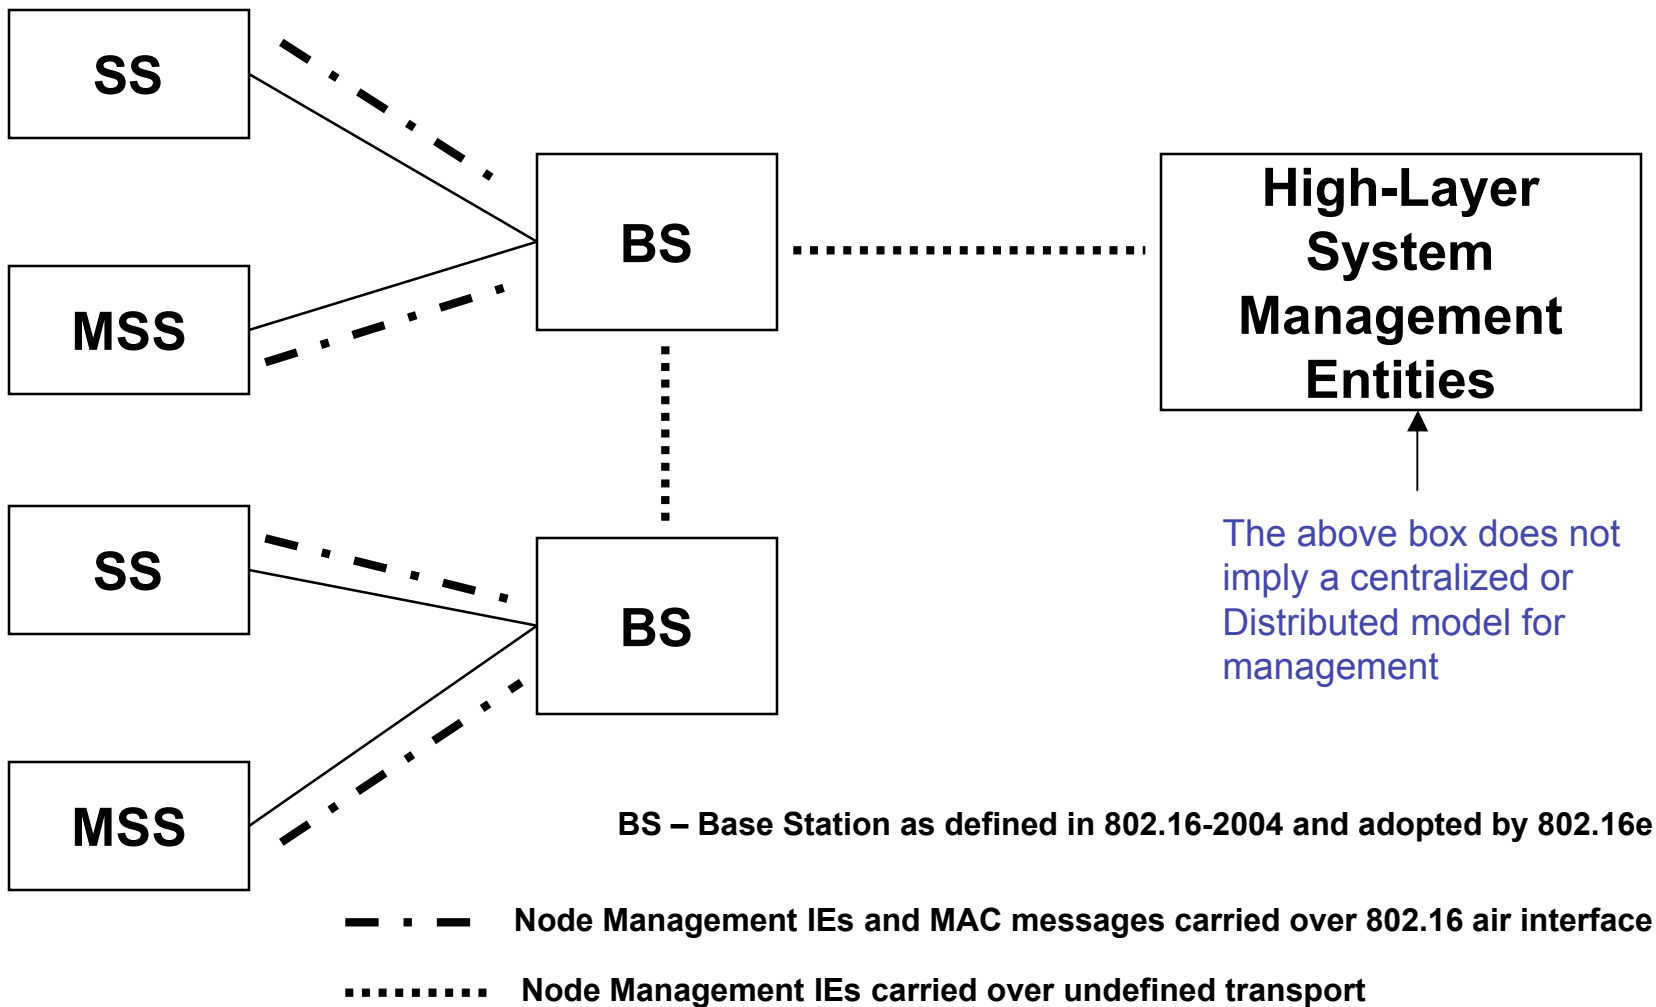 SS
MSS
BS
High-Layer
System
Management
Entities
The above box does not
imply a centralized or
Distributed model for
management
SS
BS
MSS
BS – Base Station as defined in 802.16-2004 and adopted by 802.16e
Node Management IEs and MAC messages carried over 802.16 air interface
Node Management IEs carried over undefined transport